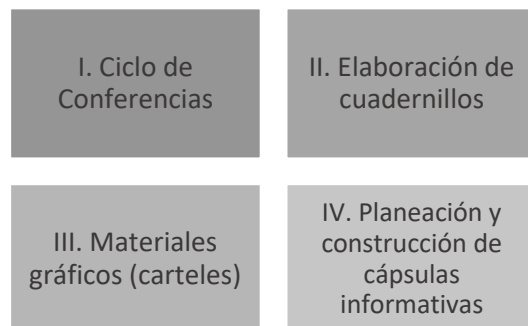 I. Ciclo de
Conferencias
II. Elaboración de
cuadernillos
III. Materiales
gráficos (carteles)
IV. Planeación y
construcción de
cápsulas
informativas